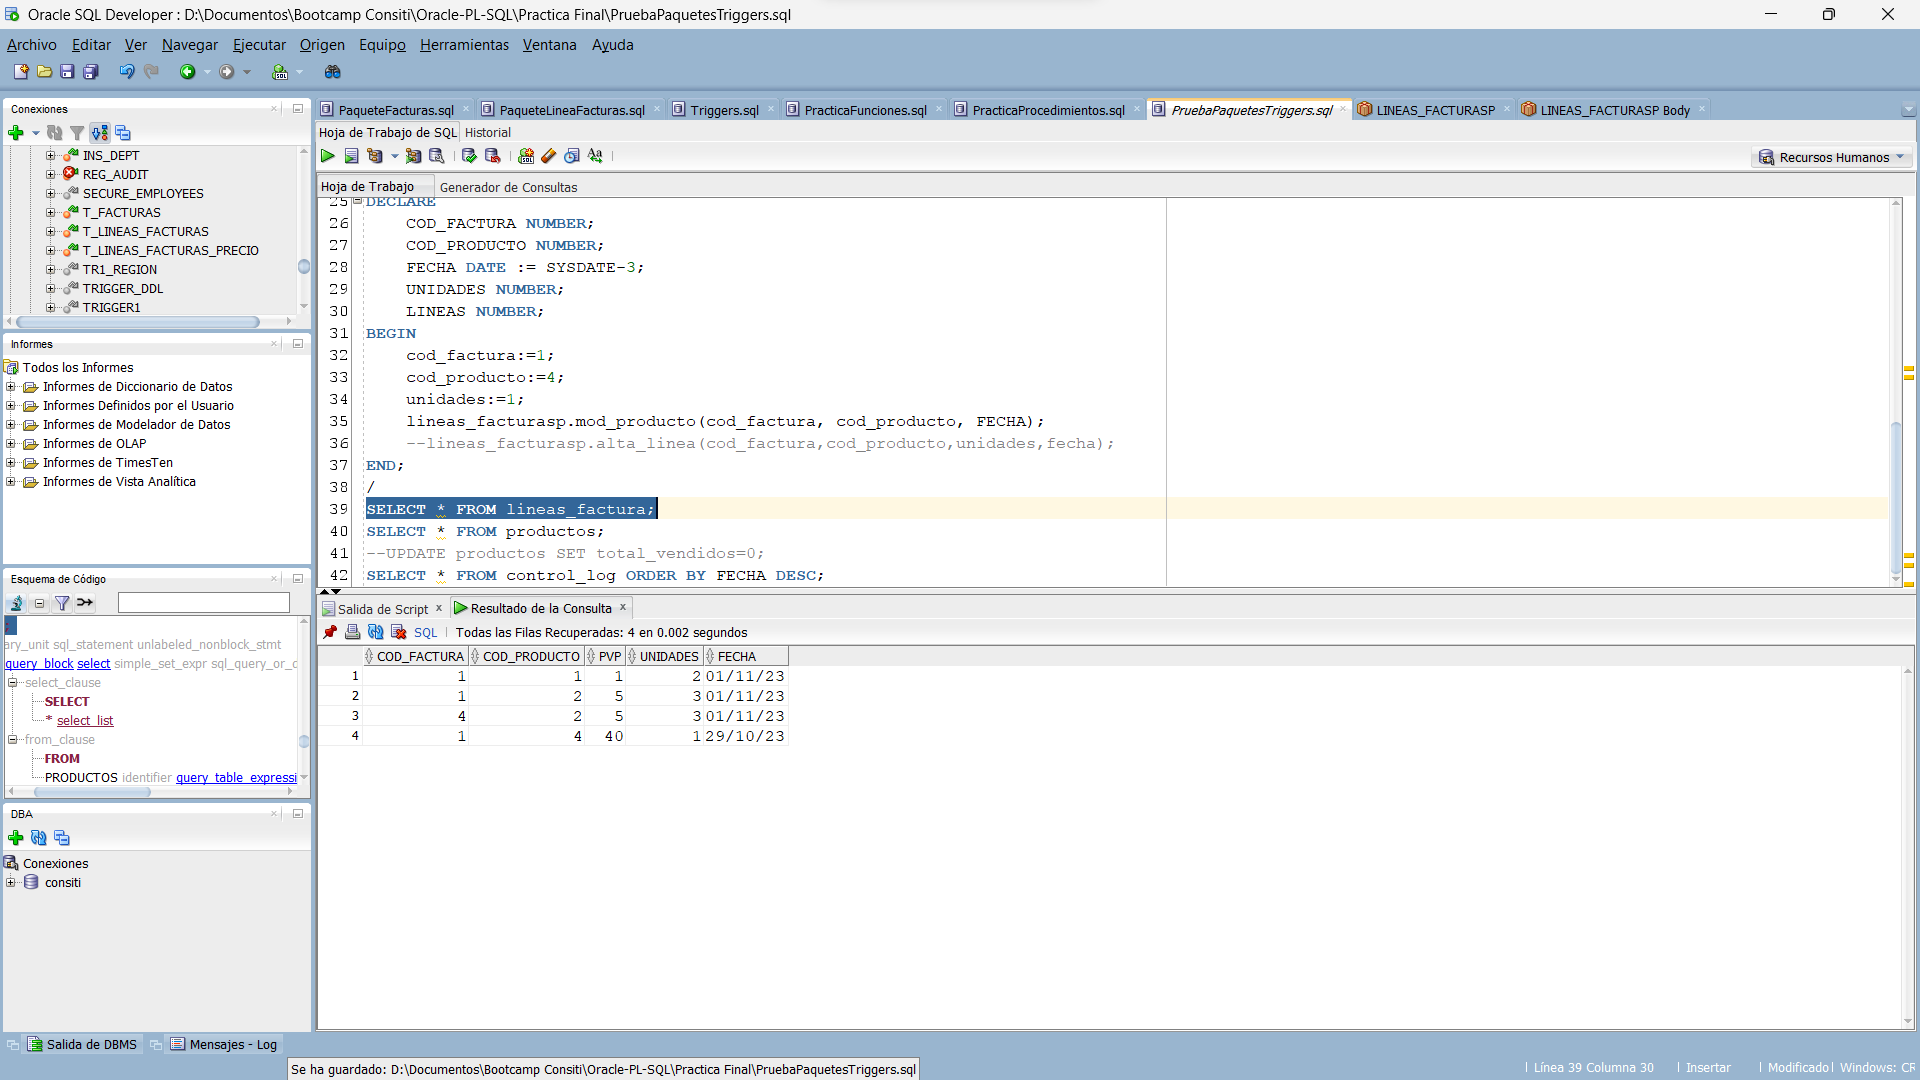 Oracle SQL Developer : D:\Documentos\Bootcamp Consiti\Oracle-PL-SQL\Practica Final\PruebaPaquetesTriggers.sql
Archivo Editar Ver Navegar Ejecutar Origen Equipo Herramientas Ventana Ayuda
Conexiones
INS_DEPT
REG_AUDIT
SECURE_EMPLOYEES
T_FACTURAS
T_LINEAS_FACTURAS
T_LINEAS_FACTURAS_PRECIO
TR1_REGION
TRIGGER_DDL
TRIGGER1
Informes
Todos los Informes
Informes de Diccionario de Datos
Informes Definidos por el Usuario
Informes de Modelador de Datos
Informes de OLAP
Informes de TimesTen
Informes de Vista Analítica
Esquema de Código
;
ary_unit sql_statement unlabeled_nonblock_stmt
query_block select simple_set_expr sql_query_or_c
select_clause
SELECT
* select_list
from_clause
FROM
PRODUCTOS identifier query_table_expressi
DBA
Conexiones
consiti
PaqueteFacturas.sql PaqueteLineaFacturas.sql Triggers.sql PracticaFunciones.sql PracticaProcedimientos.sql PruebaPaquetesTriggers.sql LINEAS_FACTURASP LINEAS_FACTURASP Body
Hoja de Trabajo de SQL Historial
SQL Aa Recursos Humanos
Hoja de Trabajo Generador de Consultas
25 DECLARE
26 COD_FACTURA NUMBER;
27 COD_PRODUCTO NUMBER;
28 FECHA DATE := SYSDATE-3;
29 UNIDADES NUMBER;
30 LINEAS NUMBER;
31 BEGIN
32 cod_factura:=1;
33 cod_producto:=4;
34 unidades:=1;
35 lineas_facturasp.mod_producto(cod_factura, cod_producto, FECHA);
36 --lineas_facturasp.alta_linea(cod_factura,cod_producto,unidades,fecha);
37 END;
38 /
39 SELECT * FROM lineas_factura;
40 SELECT * FROM productos;
41 --UPDATE productos SET total_vendidos=0;
42 SELECT * FROM control_log ORDER BY FECHA DESC;
Salida de Script Resultado de la Consulta
SQL Todas las Filas Recuperadas: 4 en 0.002 segundos
COD_FACTURA COD_PRODUCTO PVP UNIDADES FECHA
1 1 1 1 2 01/11/23
2 1 2 5 3 01/11/23
3 4 2 5 3 01/11/23
4 1 4 40 1 29/10/23
Salida de DBMS Mensajes - Log
Se ha guardado: D:\Documentos\Bootcamp Consiti\Oracle-PL-SQL\Practica Final\PruebaPaquetesTriggers.sql
Línea 39 Columna 30 Insertar Modificado Windows: CR